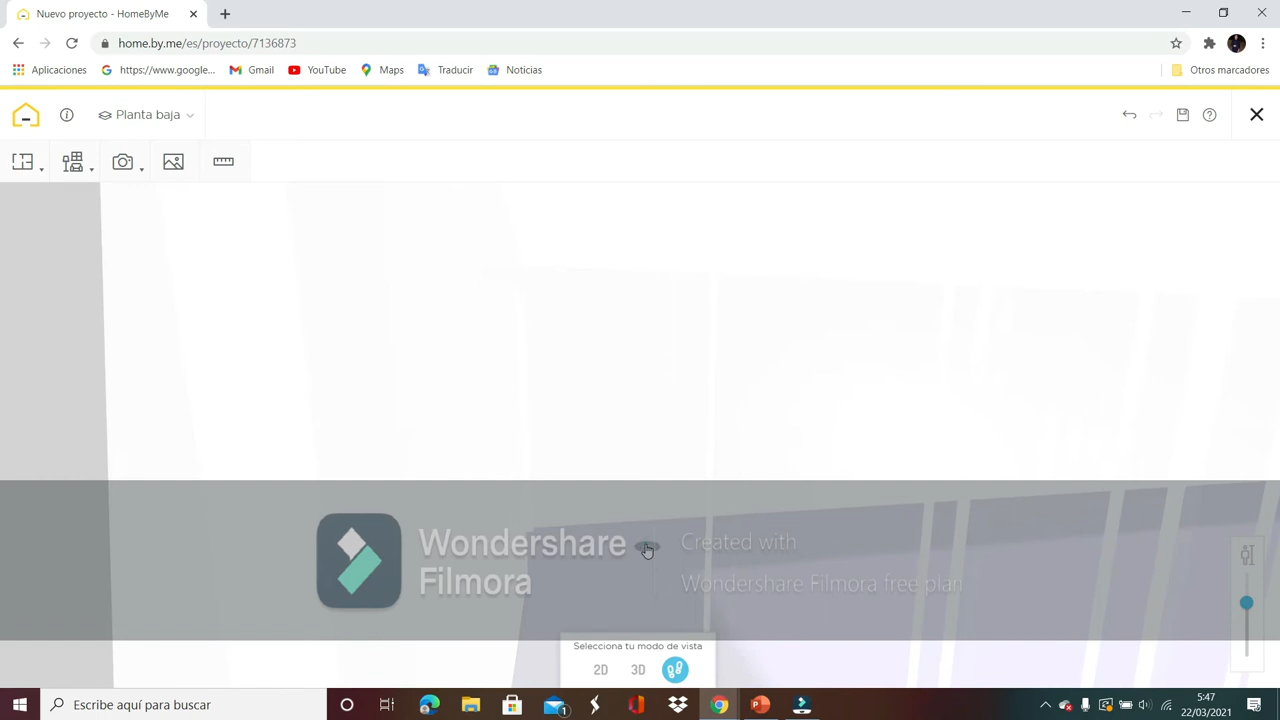 Nuevo proyecto - HomeByMe
home.by.me/es/proyecto/7136873
Aplicaciones
https://www.google...
Gmail
YouTube
Maps
Traducir
Noticias
Otros marcadores
Planta baja
Wondershare
Filmora
Created with
Wondershare Filmora free plan
Selecciona tu modo de vista
2D
3D
Escribe aquí para buscar
1
5:47
22/03/2021